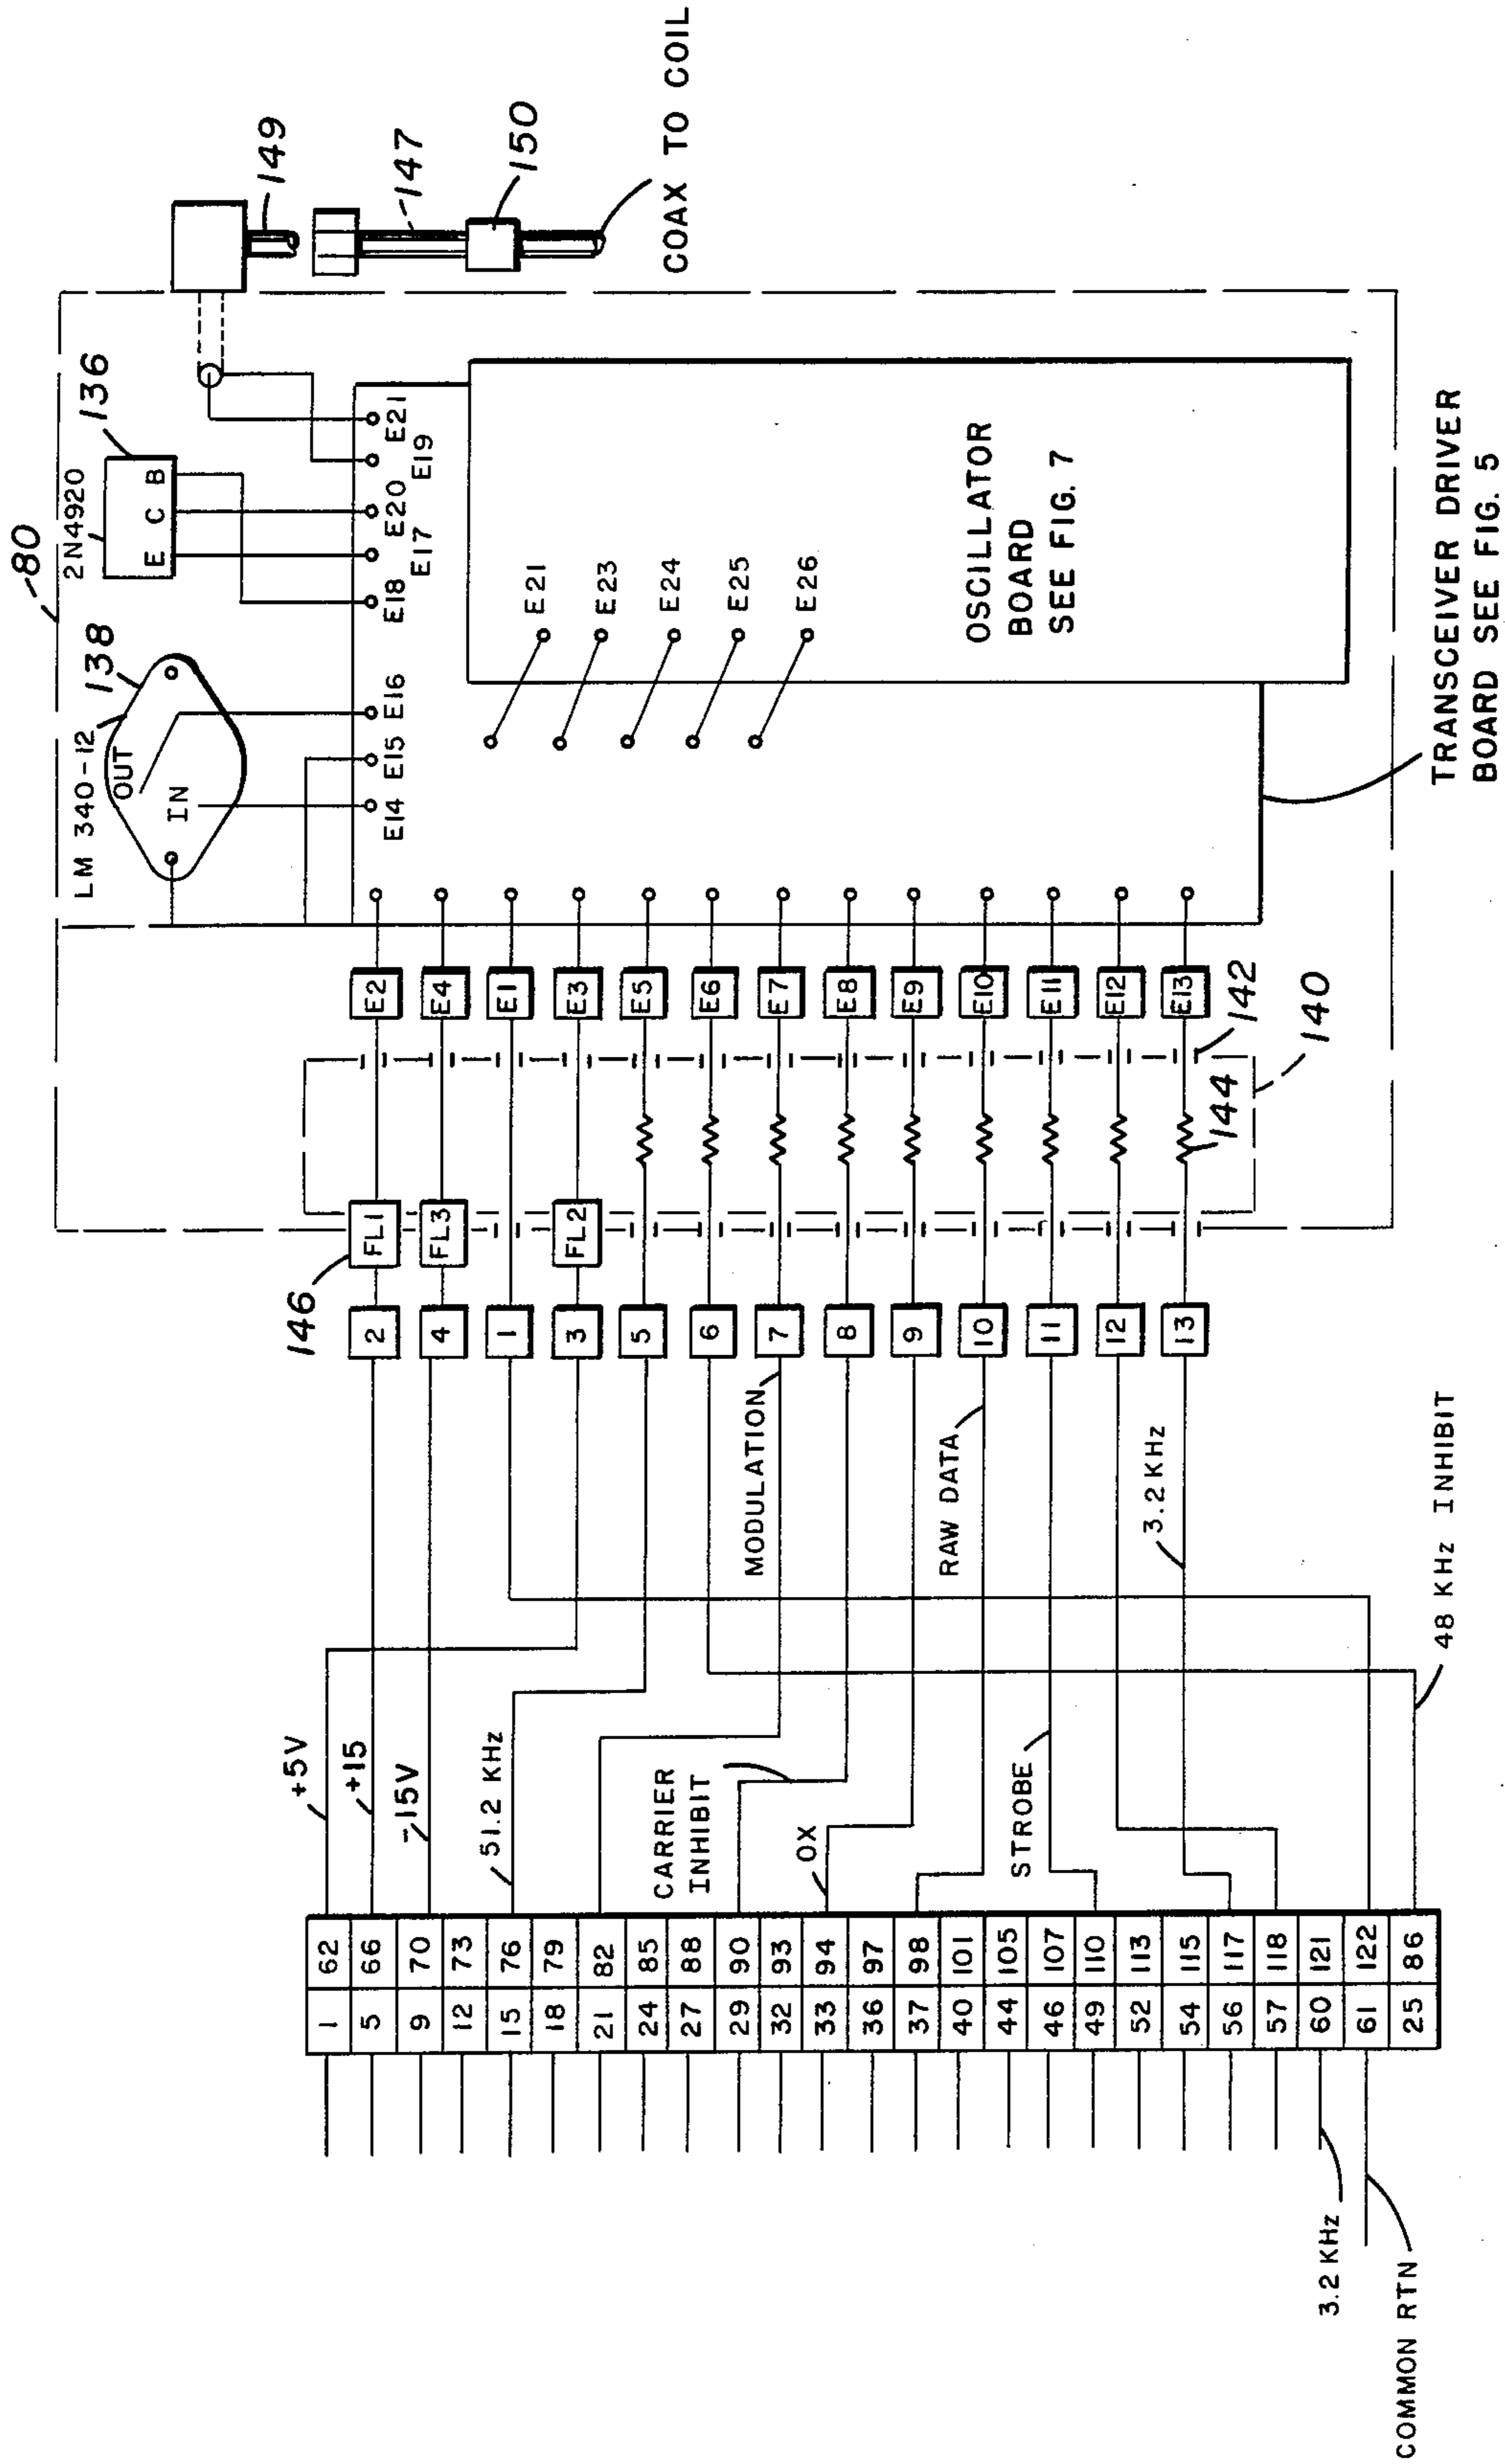 80
LM 340-12
138
OUT
IN
2N4920
136
E C B
149
147
150
COAX TO COIL
E14
E15
E16
E18
E17
E20
E19
E21
E21
E23
E24
E25
E26
OSCILLATOR
BOARD
SEE FIG. 7
TRANSCEIVER DRIVER
BOARD SEE FIG. 5
E2
E4
E1
E3
E5
E6
E7
E8
E9
E10
E11
E12
E13
142
140
144
146
FL1
FL3
FL2
2
4
1
3
5
6
7
8
9
10
11
12
13
+5V
+15
-15V
51.2 KHz
MODULATION
CARRIER
INHIBIT
OX
RAW DATA
STROBE
3.2 KHz
48 KHz INHIBIT
1 62
5 66
9 70
12 73
15 76
18 79
21 82
24 85
27 88
29 90
32 93
33 94
36 97
37 98
40 101
44 105
46 107
49 110
52 113
54 115
56 117
57 118
60 121
61 122
25 86
3.2 KHz
COMMON RTN